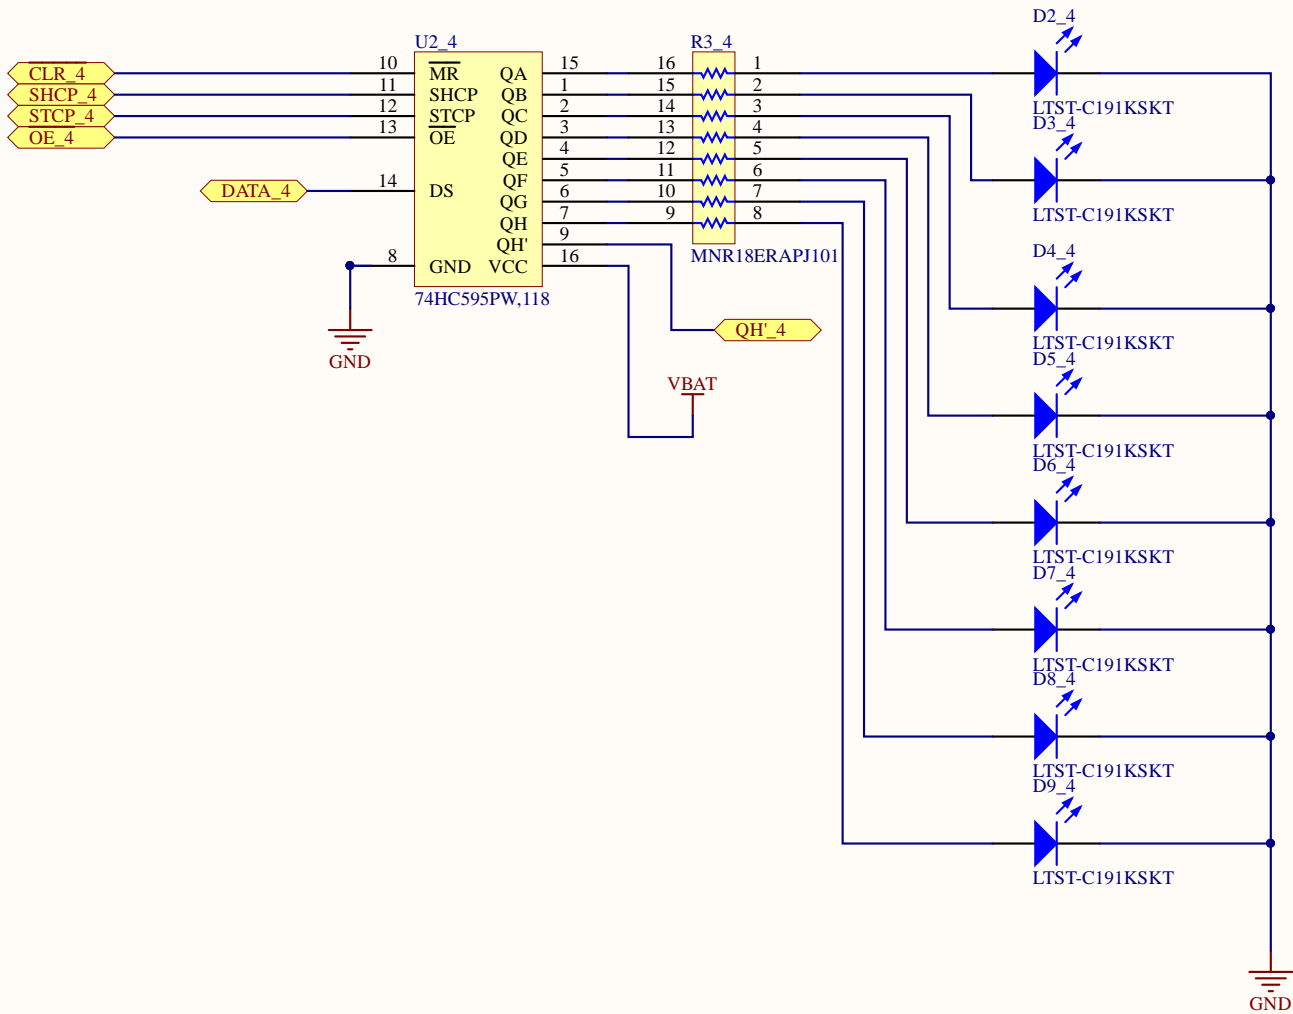 D2_4
U2_4
R3_4
CLR_4
10
MR
QA
15
16
1
SHCP_4
11
SHCP
QB
1
15
2
STCP_4
12
STCP
QC
2
14
3
LTST-C191KSKT
OE_4
13
OE
QD
3
13
4
D3_4
QE
4
12
5
DATA_4
14
DS
QF
5
11
6
QG
6
10
7
QH
7
9
8
LTST-C191KSKT
QH'
9
8
GND
VCC
16
MNR18ERAPJ101
D4_4
74HC595PW,118
QH'_4
LTST-C191KSKT
GND
D5_4
VBAT
LTST-C191KSKT
D6_4
LTST-C191KSKT
D7_4
LTST-C191KSKT
D8_4
LTST-C191KSKT
D9_4
LTST-C191KSKT
GND